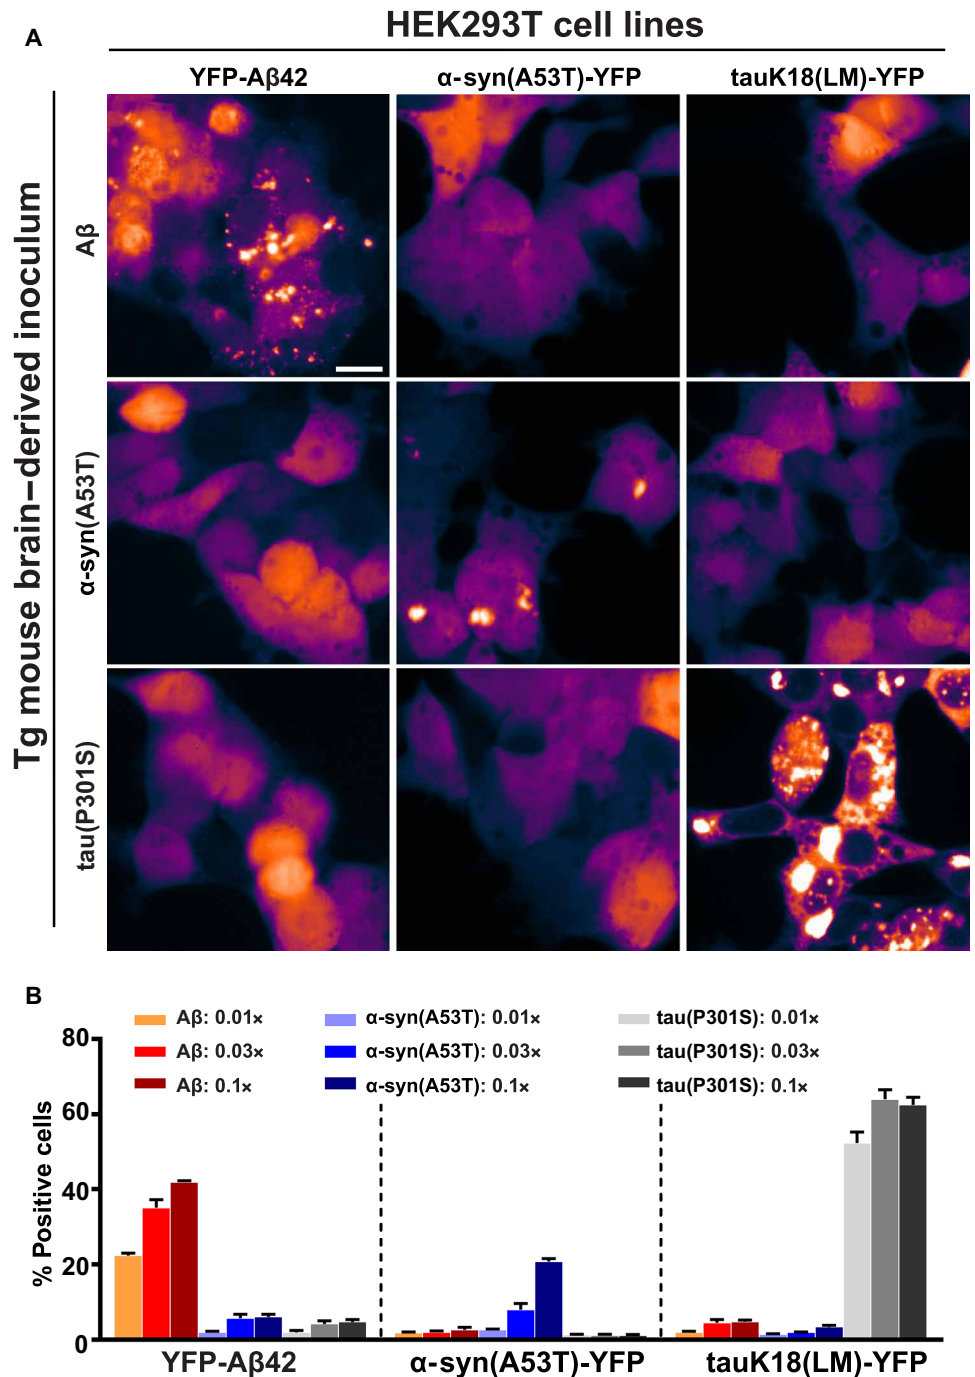 A
HEK293T cell lines
YFP-Aβ42
α-syn(A53T)-YFP
tauK18(LM)-YFP
Tg mouse brain–derived inoculum
Aβ
α-syn(A53T)
tau(P301S)
B
Aβ: 0.01×
α-syn(A53T): 0.01×
tau(P301S): 0.01×
Aβ: 0.03×
α-syn(A53T): 0.03×
tau(P301S): 0.03×
Aβ: 0.1×
α-syn(A53T): 0.1×
tau(P301S): 0.1×
% Positive cells
80
60
40
20
0
YFP-Aβ42
α-syn(A53T)-YFP
tauK18(LM)-YFP